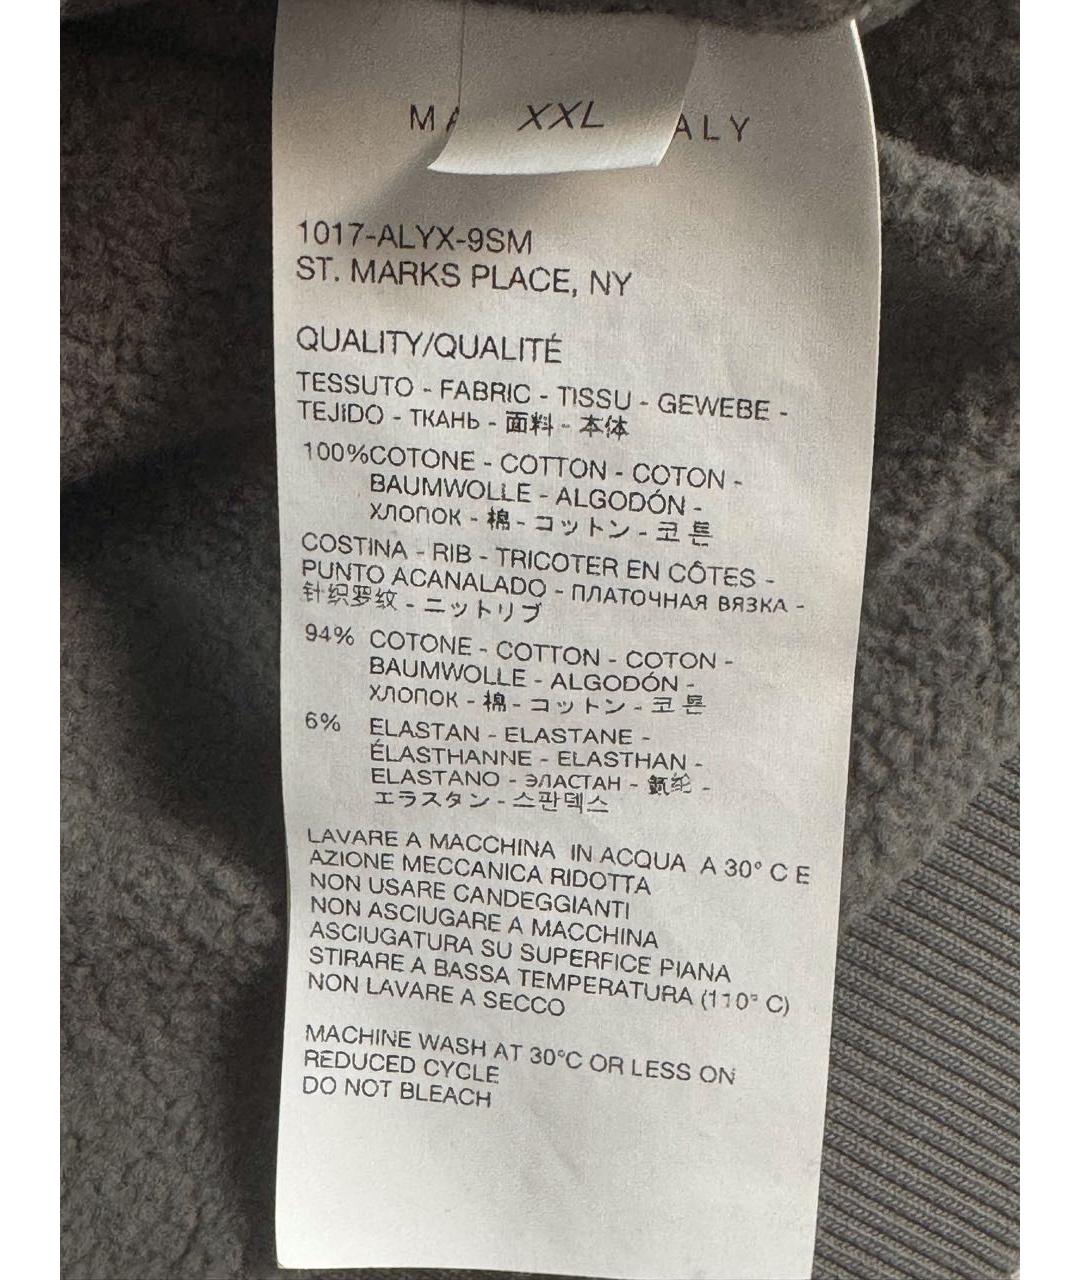 XXL
MA ALY
1017-ALYX-9SM
ST. MARKS PLACE, NY
QUALITY/QUALITÉ
TESSUTO - FABRIC - TISSU - GEWEBE -
TEJIDO - ТКАНЬ - 面料 - 本体
100%COTONE - COTTON - COTON -
BAUMWOLLE - ALGODÓN -
ХЛОПОК - 棉 - コットン - 코튼
COSTINA - RIB - TRICOTER EN CÔTES -
PUNTO ACANALADO - ПЛАТОЧНАЯ ВЯЗКА -
针织罗纹 - ニットリブ
94% COTONE - COTTON - COTON -
BAUMWOLLE - ALGODÓN -
ХЛОПОК - 棉 - コットン - 코튼
6% ELASTAN - ELASTANE -
ÉLASTHANNE - ELASTHAN -
ELASTANO - ЭЛАСТАН - 氨纶 -
エラスタン - 스판덱스
LAVARE A MACCHINA IN ACQUA A 30° C E
AZIONE MECCANICA RIDOTTA
NON USARE CANDEGGIANTI
NON ASCIUGARE A MACCHINA
ASCIUGATURA SU SUPERFICE PIANA
STIRARE A BASSA TEMPERATURA (110° C)
NON LAVARE A SECCO
MACHINE WASH AT 30°C OR LESS ON
REDUCED CYCLE
DO NOT BLEACH